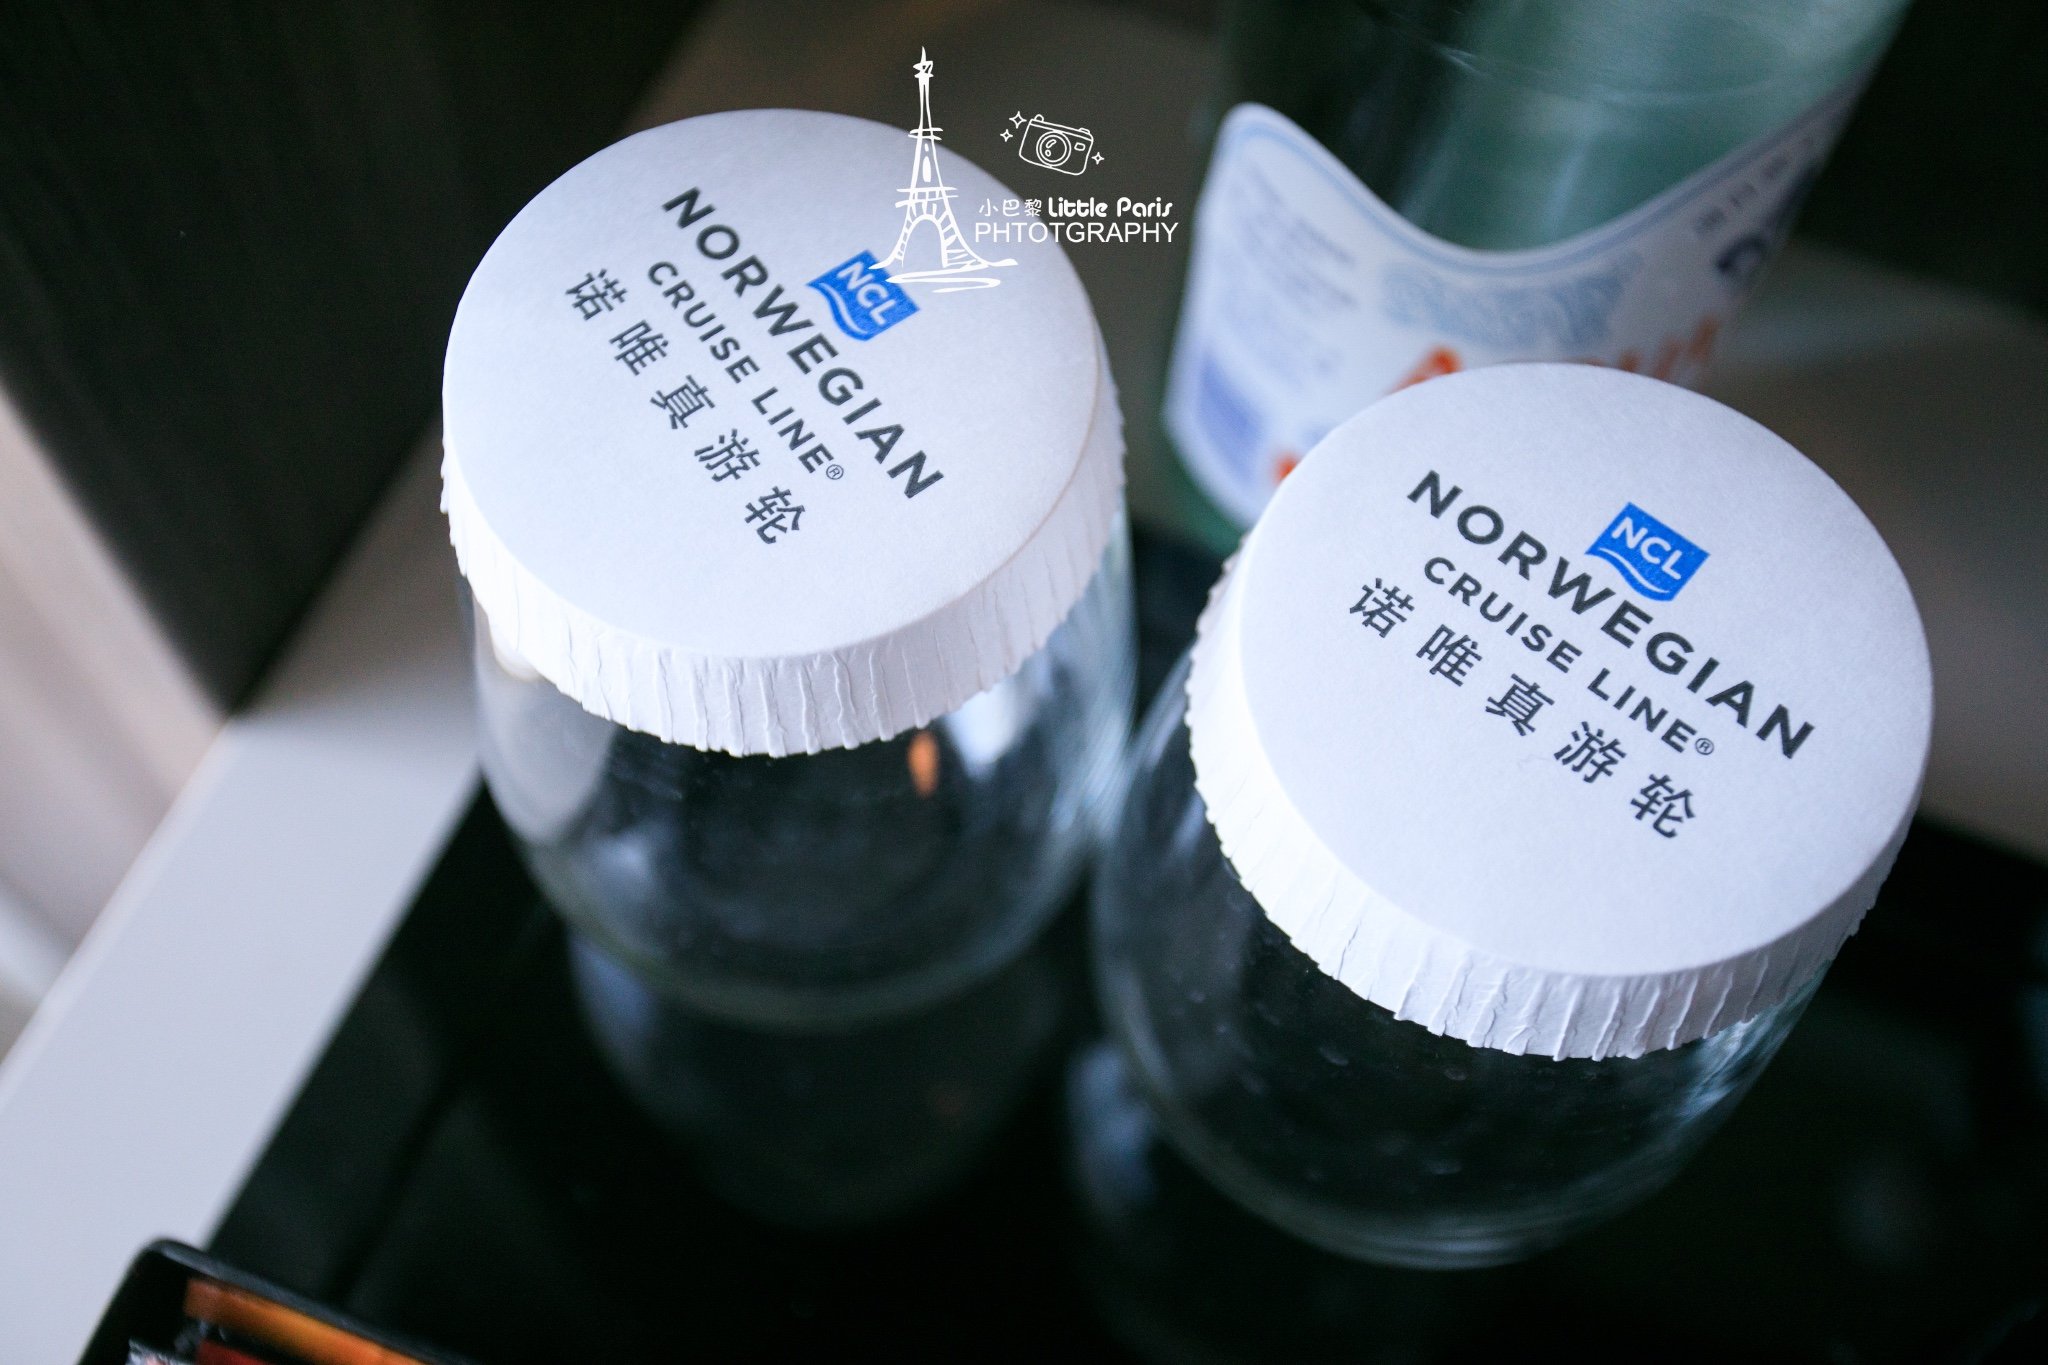 小巴黎 Little Paris
PHTOTGRAPHY
NCL
NORWEGIAN
CRUISE LINE®
诺唯真游轮
NCL
NORWEGIAN
CRUISE LINE®
诺唯真游轮